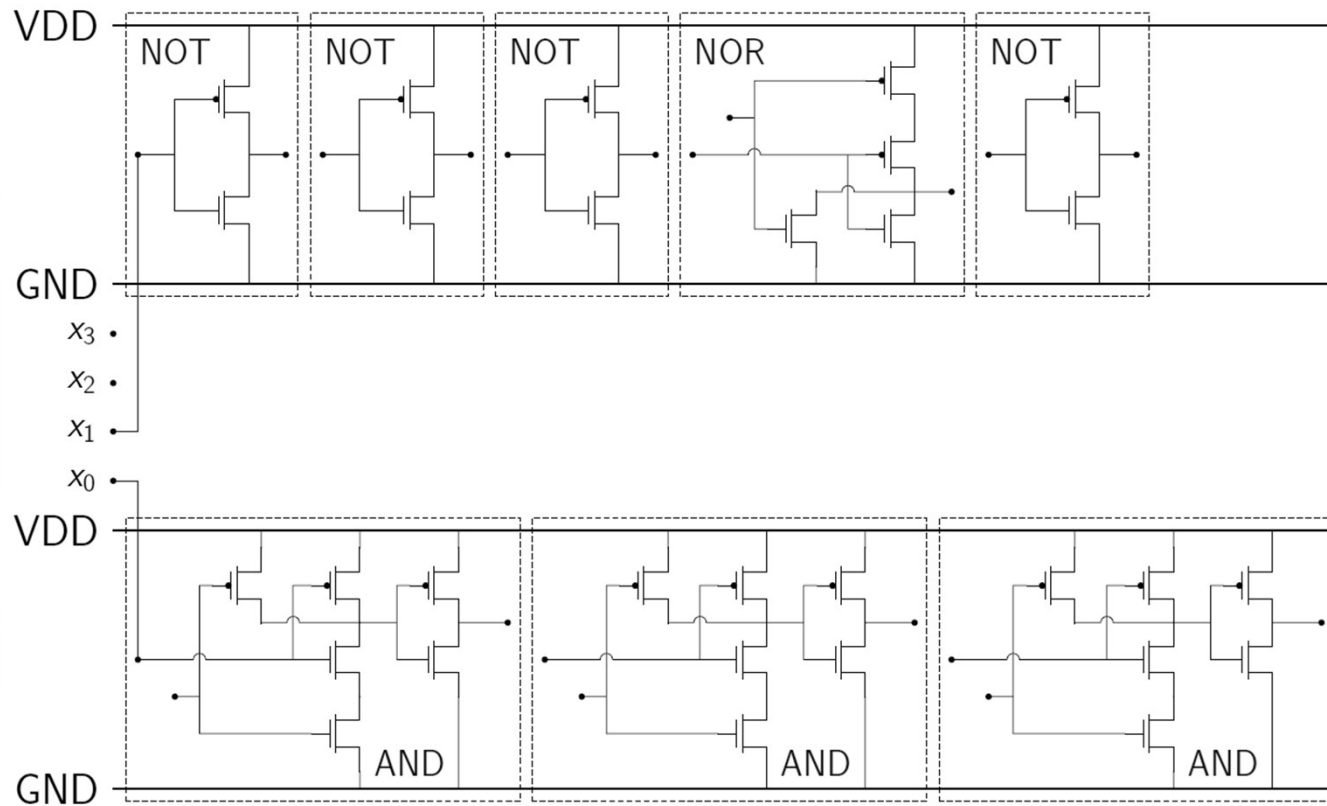 VDD
NOT NOT NOT NOR NOT
GND
x₃
x₂
x₁
x₀
VDD
AND AND AND
GND